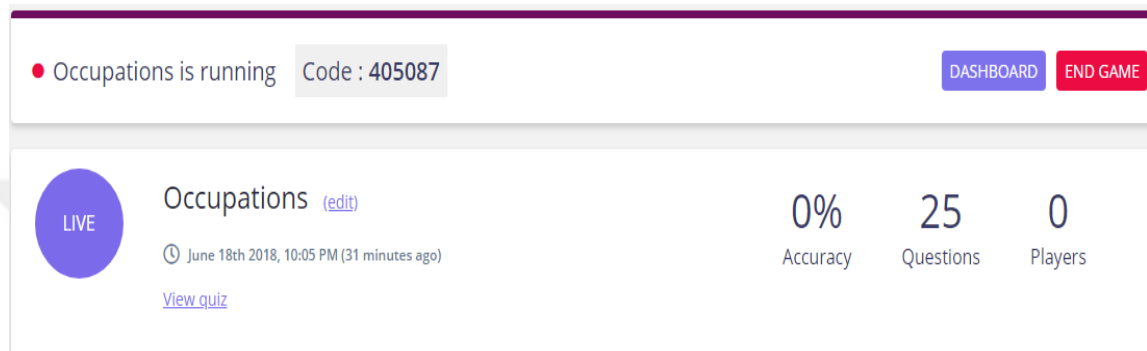 Occupations is running Code : 405087 DASHBOARD END GAME
LIVE
Occupations (edit)
June 18th 2018, 10:05 PM (31 minutes ago)
View quiz
0% 25 0
Accuracy Questions Players